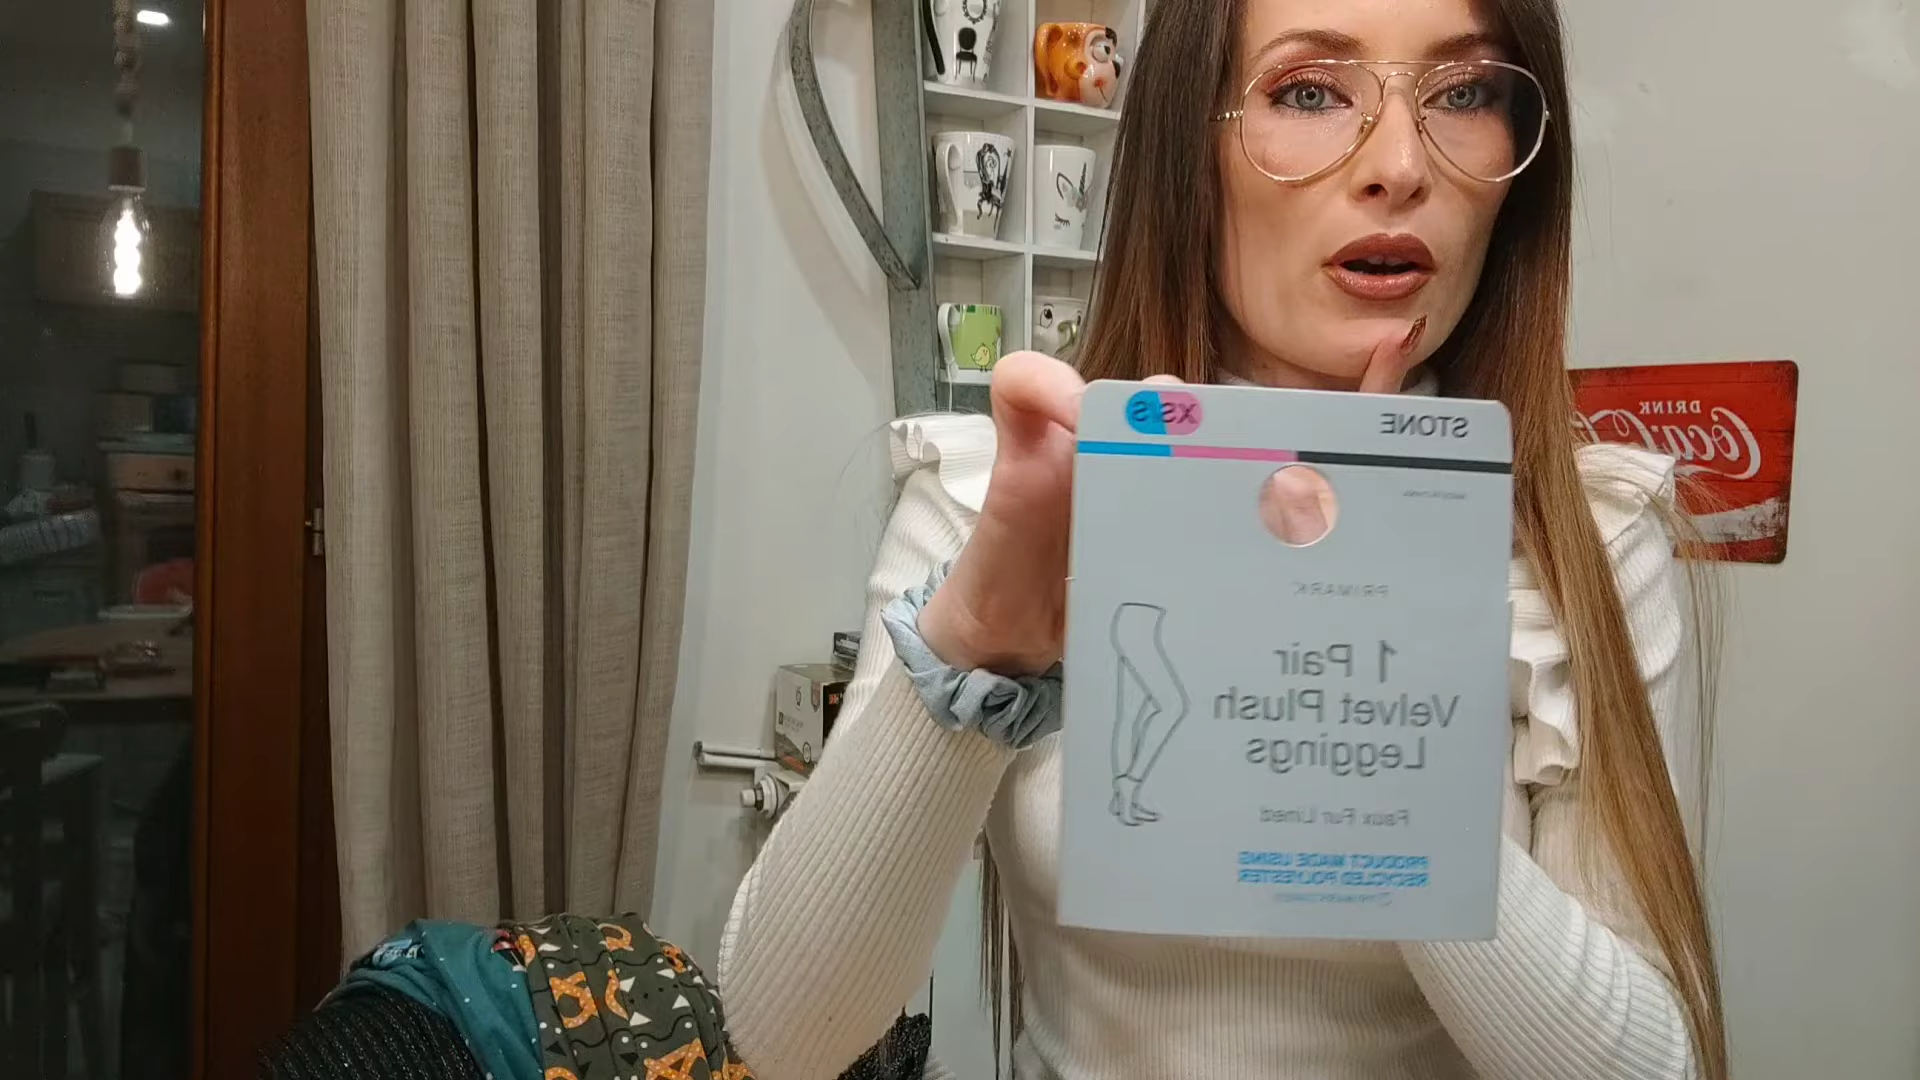 XS/S
STONE
PRIMARK
1 Pair
Velvet Plush
Leggings
Faux Fur Lined
PRODUCT MADE USING
RECYCLED POLYESTER
DRINK
Coca-Cola